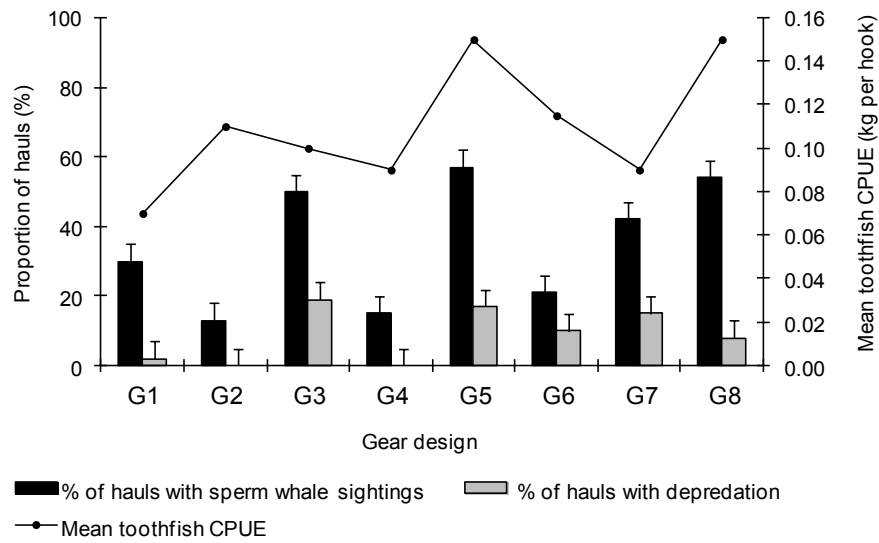 Proportion of hauls (%)
100
80
60
40
20
0
0.16
0.14
0.12
0.10
0.08
0.06
0.04
0.02
0.00
Mean toothfish CPUE (kg per hook)
G1 G2 G3 G4 G5 G6 G7 G8
Gear design
% of hauls with sperm whale sightings % of hauls with depredation
Mean toothfish CPUE